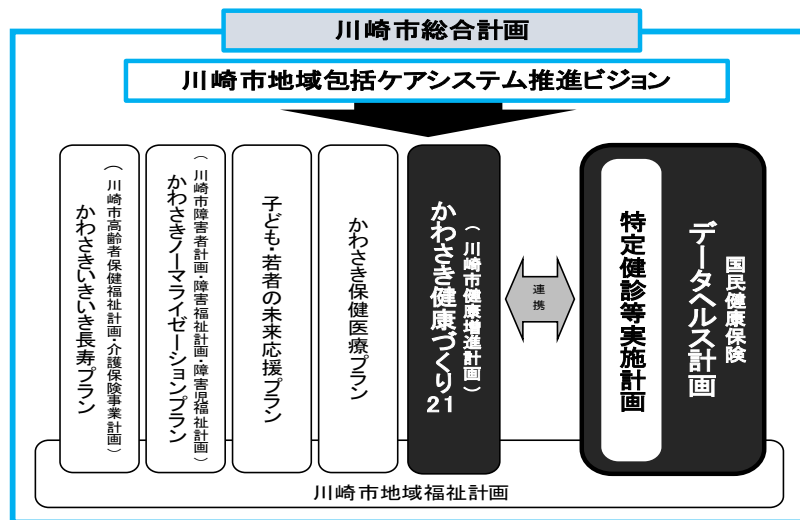 川崎市総合計画
川崎市地域包括ケアシステム推進ビジョン
かわさきいきいき長寿プラン
（川崎市高齢者保健福祉計画・介護保険事業計画）
かわさきノーマライゼーションプラン
（川崎市障害者計画・障害福祉計画・障害児福祉計画）
子ども・若者の未来応援プラン
かわさき保健医療プラン
かわさき健康づくり21
（川崎市健康増進計画）
連携
特定健診等実施計画
国民健康保険
データヘルス計画
川崎市地域福祉計画